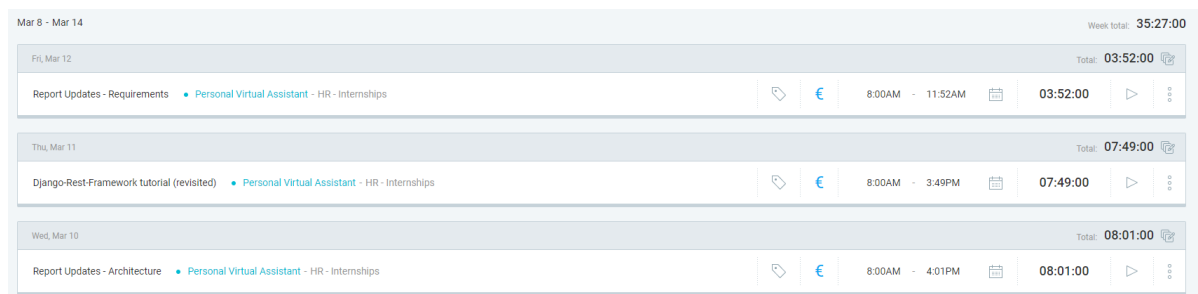 Mar 8 - Mar 14 Week total: 35:27:00
Fri, Mar 12 Total: 03:52:00
Report Updates - Requirements • Personal Virtual Assistant - HR - Internships € 8:00AM - 11:52AM 03:52:00
Thu, Mar 11 Total: 07:49:00
Django-Rest-Framework tutorial (revisited) • Personal Virtual Assistant - HR - Internships € 8:00AM - 3:49PM 07:49:00
Wed, Mar 10 Total: 08:01:00
Report Updates - Architecture • Personal Virtual Assistant - HR - Internships € 8:00AM - 4:01PM 08:01:00